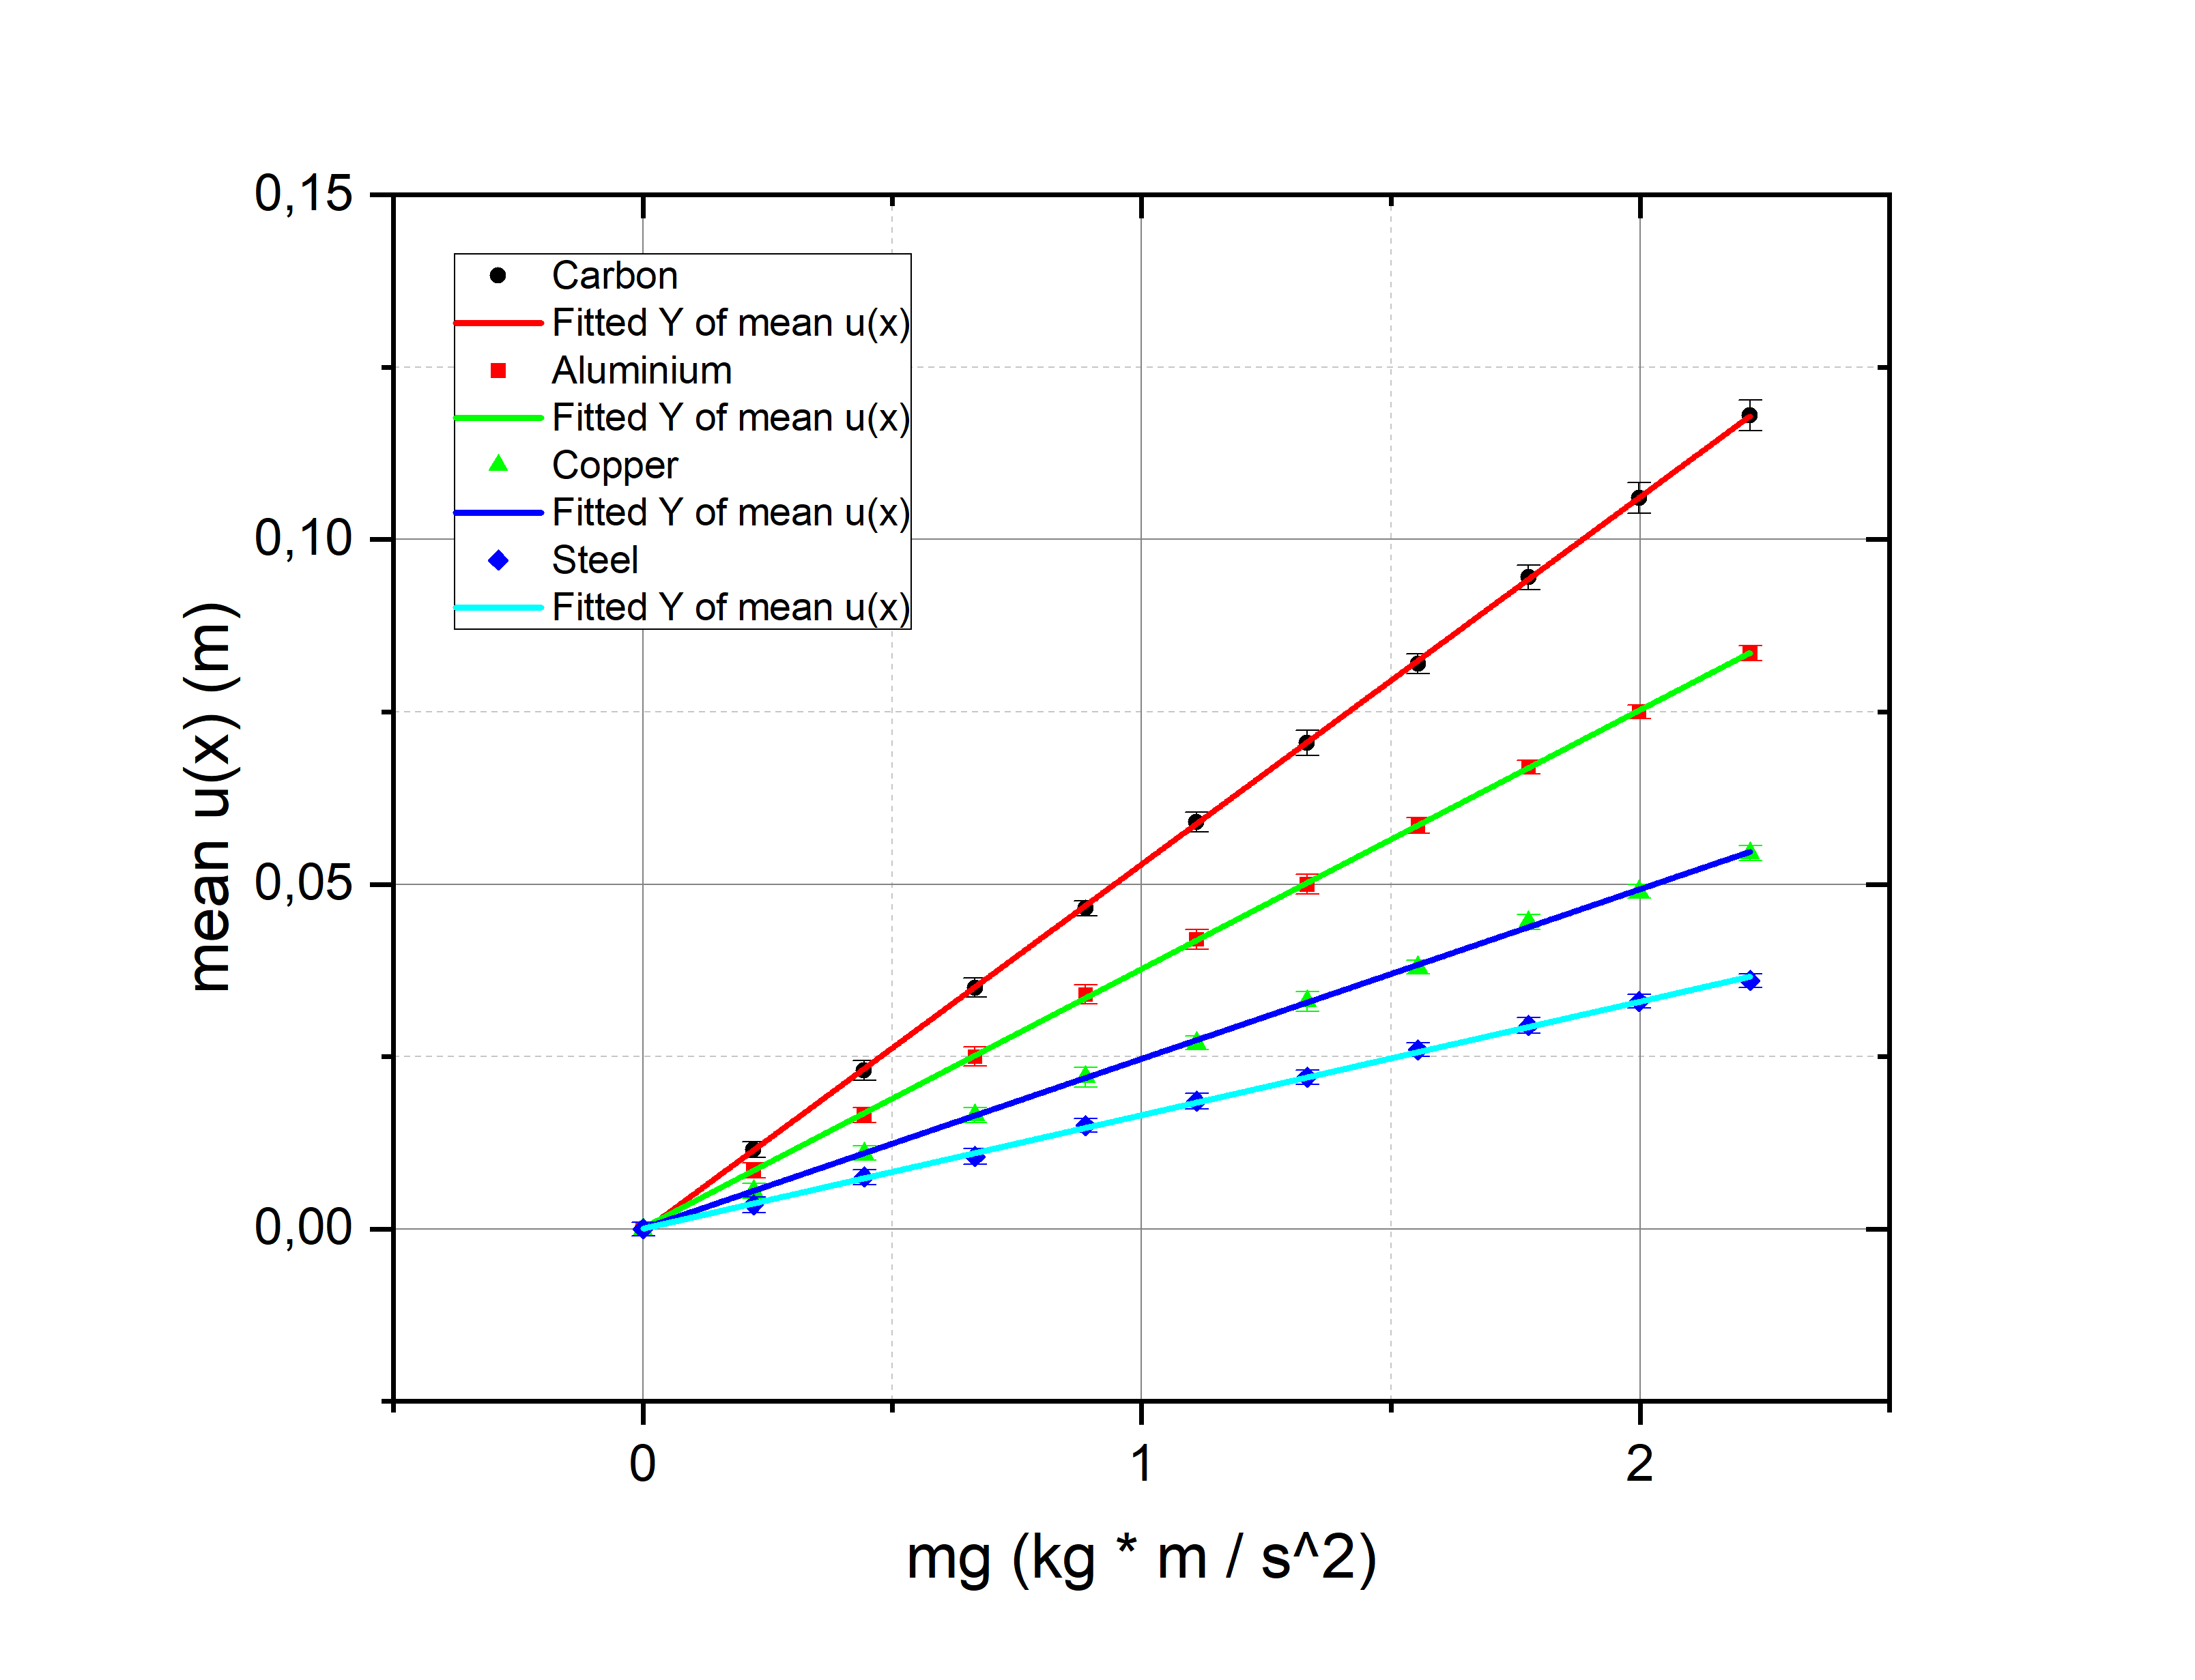 0,15
0,10
0,05
0,00
mean u(x) (m)
Carbon
Fitted Y of mean u(x)
Aluminium
Fitted Y of mean u(x)
Copper
Fitted Y of mean u(x)
Steel
Fitted Y of mean u(x)
0 1 2
mg (kg * m / s^2)